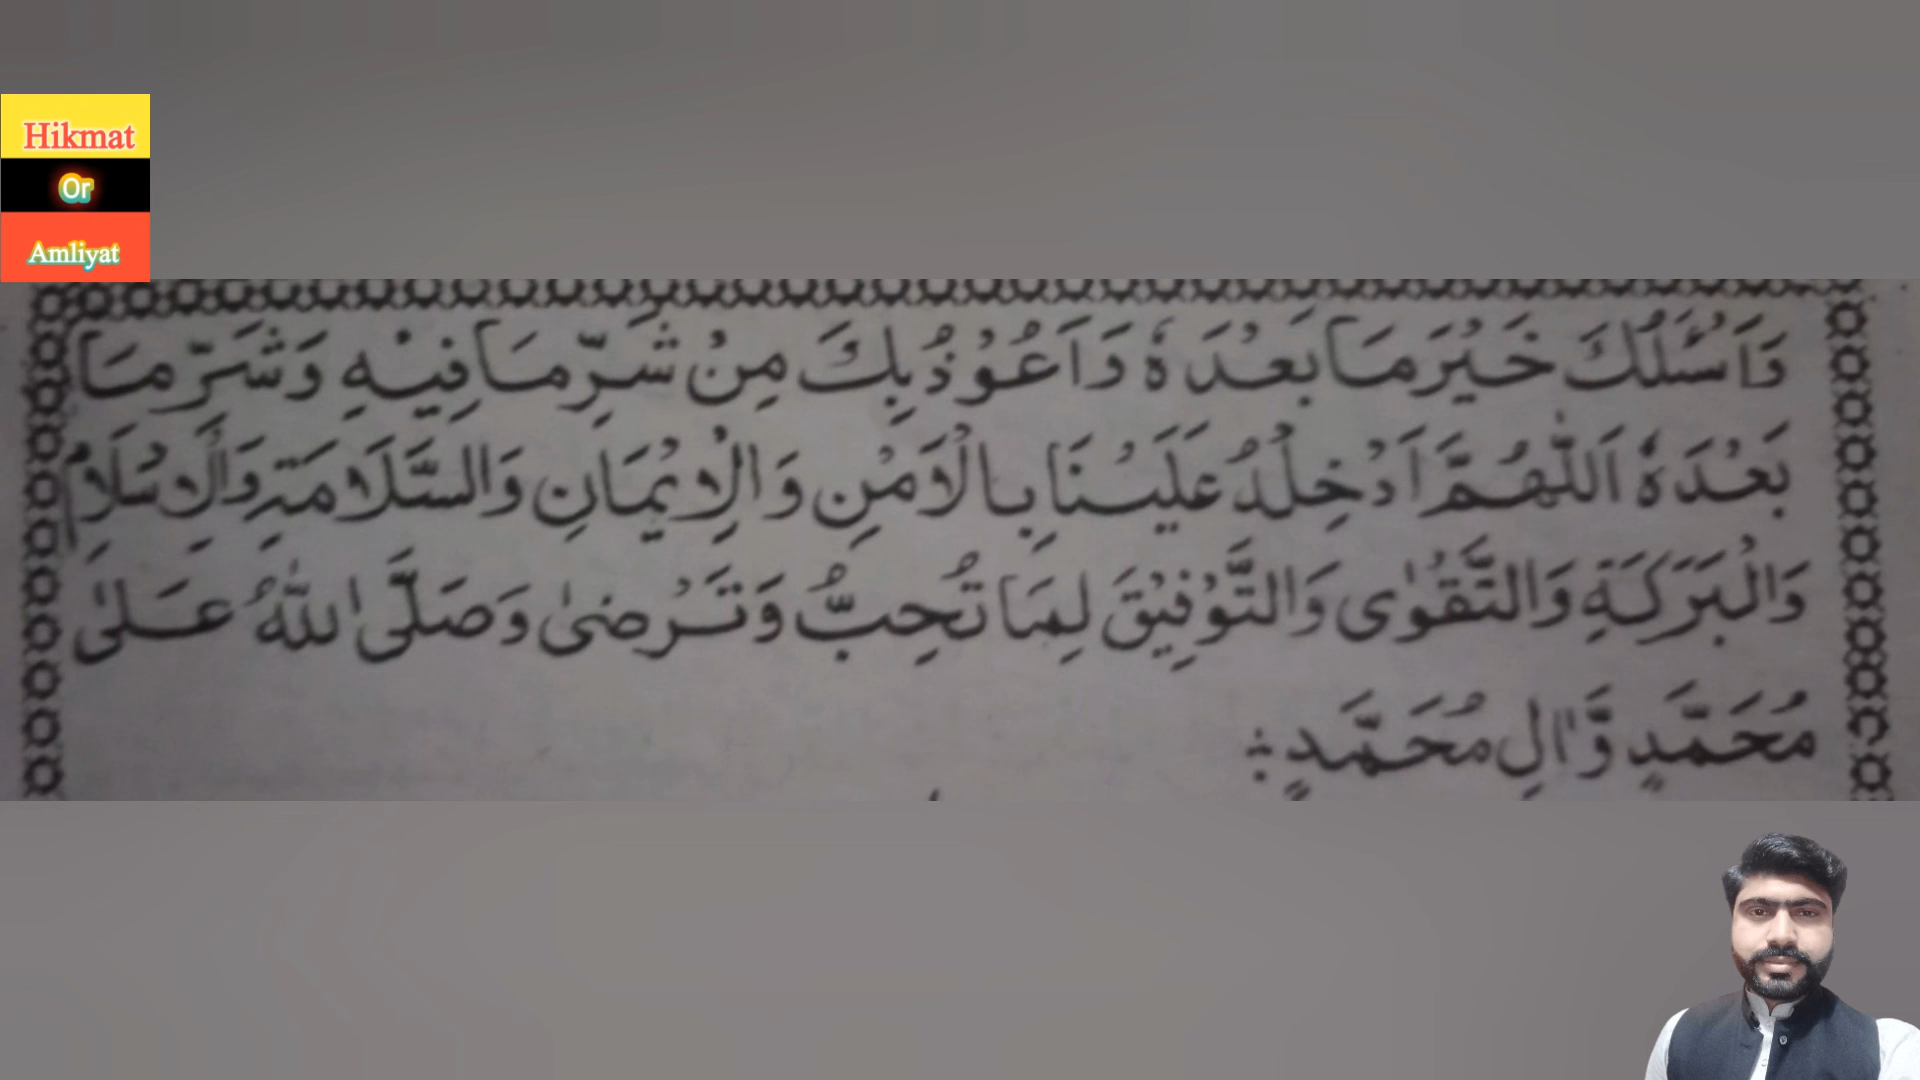 Hikmat
Or
Amliyat
وَاَسْئَلُكَ خَيْرَ مَا بَعْدَهٗ وَاَعُوْذُ بِكَ مِنْ شَرِّ مَا فِيْهِ وَشَرِّ مَا
بَعْدَهٗ اَللّٰهُمَّ اَدْخِلْهُ عَلَيْنَا بِالْاَمْنِ وَالْاِيْمَانِ وَالسَّلَامَةِ وَالْاِسْلَامِ
وَالْبَرَكَةِ وَالتَّقْوٰى وَالتَّوْفِيْقَ لِمَا تُحِبُّ وَتَرْضٰى وَصَلَّى اللّٰهُ عَلٰى
مُحَمَّدٍ وَّاٰلِ مُحَمَّدٍ